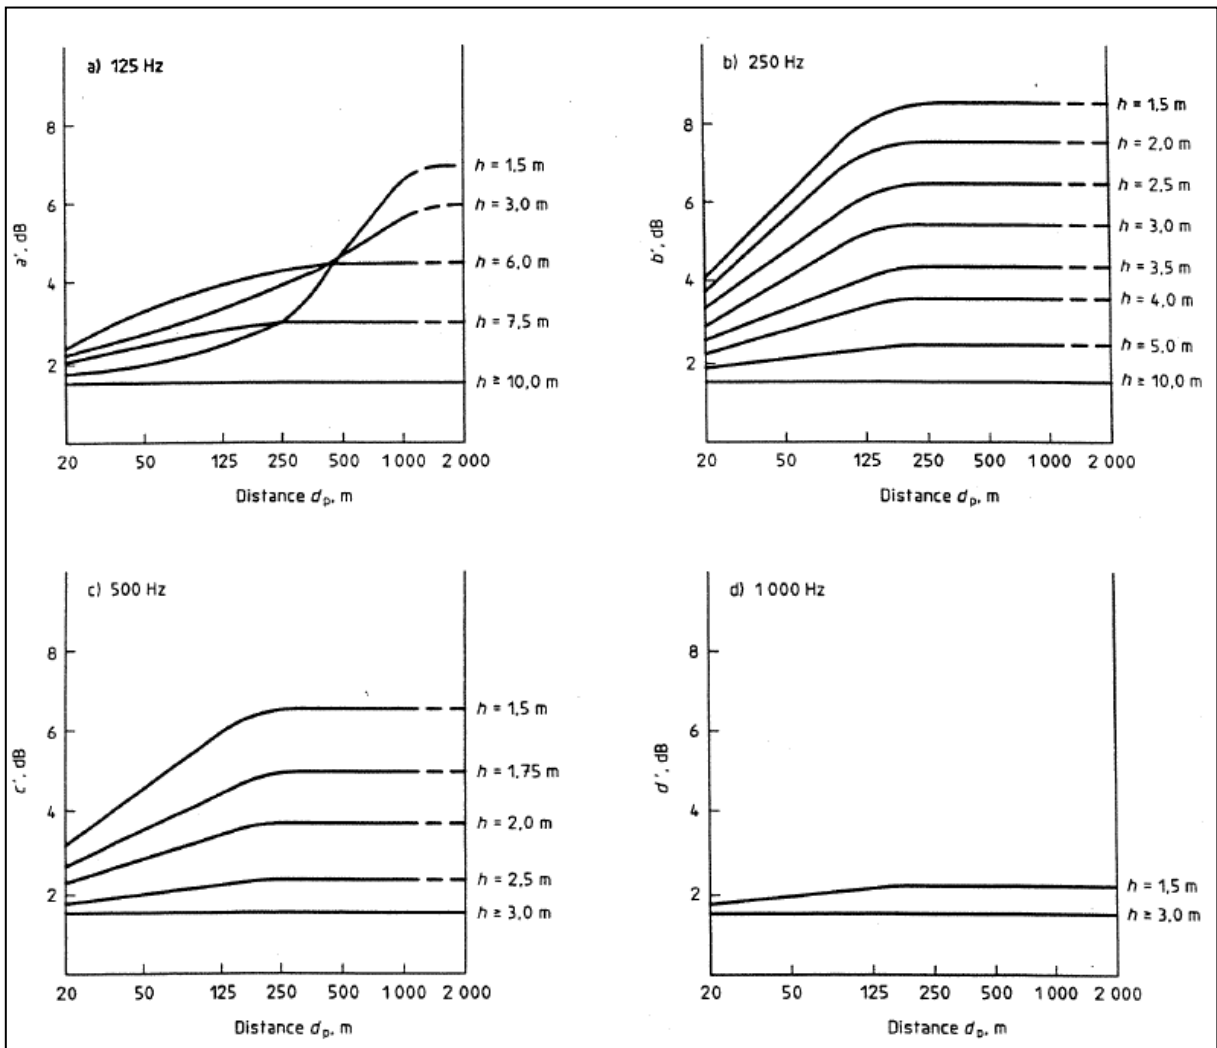 a) 125 Hz
a', dB
8
6
4
2
h = 1,5 m
h = 3,0 m
h = 6,0 m
h = 7,5 m
h ≥ 10,0 m
20 50 125 250 500 1 000 2 000
Distance dp, m
b) 250 Hz
b', dB
8
6
4
2
h = 1,5 m
h = 2,0 m
h = 2,5 m
h = 3,0 m
h = 3,5 m
h = 4,0 m
h = 5,0 m
h ≥ 10,0 m
20 50 125 250 500 1 000 2 000
Distance dp, m
c) 500 Hz
c', dB
8
6
4
2
h = 1,5 m
h = 1,75 m
h = 2,0 m
h = 2,5 m
h ≥ 3,0 m
20 50 125 250 500 1 000 2 000
Distance dp, m
d) 1 000 Hz
d', dB
8
6
4
2
h = 1,5 m
h ≥ 3,0 m
20 50 125 250 500 1 000 2 000
Distance dp, m